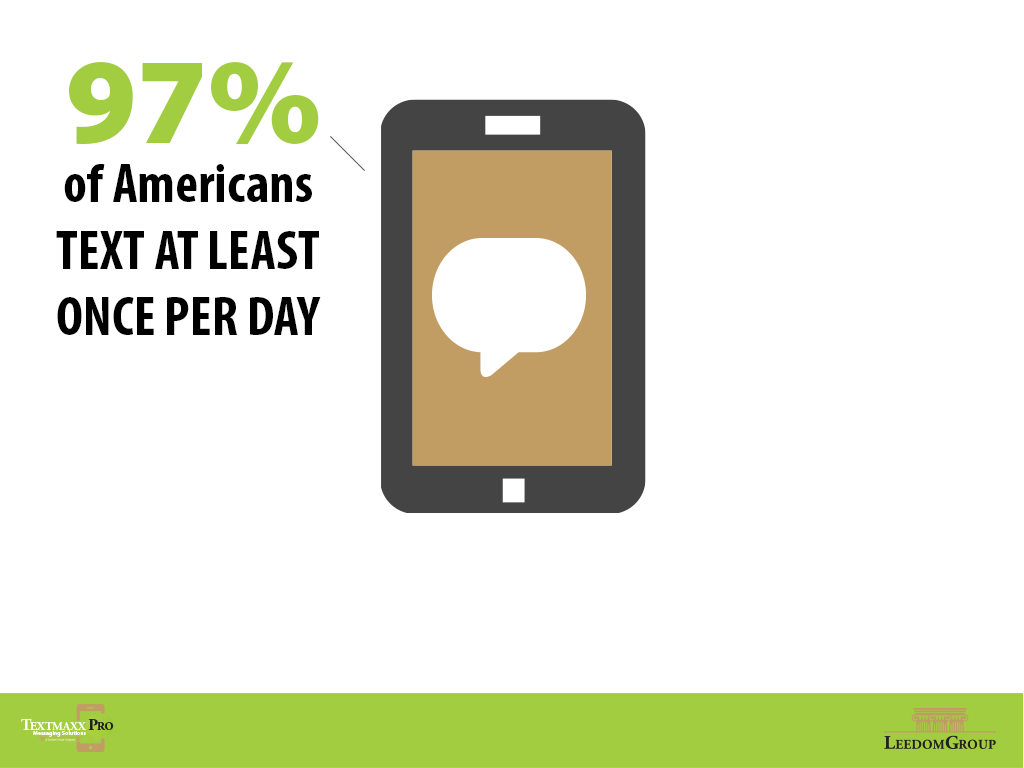 97%
of Americans
TEXT AT LEAST
ONCE PER DAY
TEXTMAXX PRO
Messaging Solutions
LEEDOMGROUP